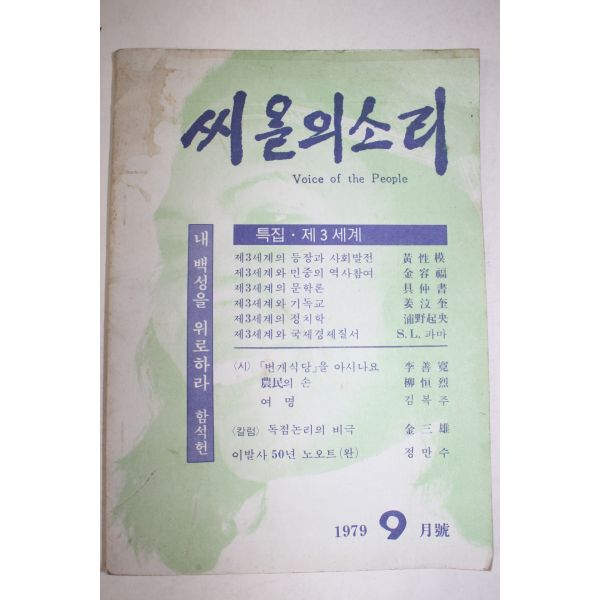 씨올의소리
Voice of the People
내 백성을 위로하라 함석헌
특집 · 제3세계
제3세계의 등장과 사회발전 黃性模
제3세계와 민중의 역사참여 金容福
제3세계의 문학론 具仲書
제3세계와 기독교 姜汶奎
제3세계의 정치학 浦野起央
제3세계와 국제경제질서 S.L. 파마
〈시〉 「번개식당」을 아시나요 李善寬
農民의 손 柳恒烈
여명 김목주
〈칼럼〉 독점논리의 비극 金三雄
이발사 50년 노오트 (완) 정만수
1979 9 月號